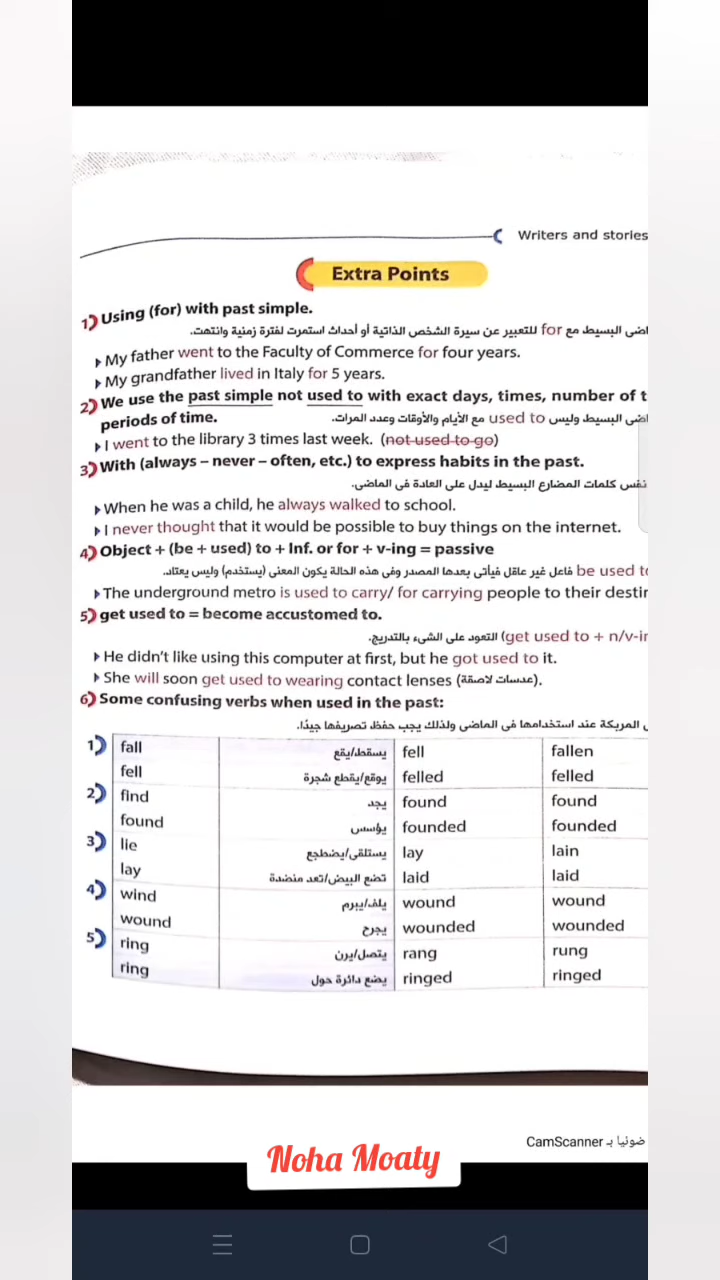 Writers and stories
Extra Points
1) Using (for) with past simple.
البسيط مع for للتعبير عن سيرة الشخص الذاتية أو أحداث استمرت لفترة زمنية وانتهت.
My father went to the Faculty of Commerce for four years.
My grandfather lived in Italy for 5 years.
2) We use the past simple not used to with exact days, times, number of t
periods of time.
البسيط وليس used to مع الأيام والأوقات وعدد المرات.
I went to the library 3 times last week. (not used to go)
3) With (always – never – often, etc.) to express habits in the past.
نفس كلمات المضارع البسيط ليدل على العادة فى الماضى.
When he was a child, he always walked to school.
I never thought that it would be possible to buy things on the internet.
4) Object + (be + used) to + Inf. or for + v-ing = passive
be used to فاعل غير عاقل فيأتى بعدها المصدر وفى هذه الحالة يكون المعنى (يستخدم) وليس يعتاد.
The underground metro is used to carry/ for carrying people to their destin
5) get used to = become accustomed to.
(get used to + n/v-in التعود على الشىء بالتدريج.
He didn't like using this computer at first, but he got used to it.
She will soon get used to wearing contact lenses (عدسات لاصقة).
6) Some confusing verbs when used in the past:
المربكة عند استخدامها فى الماضى ولذلك يجب حفظ تصريفها جيدًا.
1) fall يسقط/يقع fell fallen
fell يوقع/يقطع شجرة felled felled
2) find يجد found found
found يؤسس founded founded
3) lie يستلقى/يضطجع lay lain
lay تضع البيض/تعد منضدة laid laid
4) wind يلف/يبرم wound wound
wound يجرح wounded wounded
5) ring يتصل/يرن rang rung
ring يضع دائرة حول ringed ringed
ضوئيا بـ CamScanner
Noha Moaty